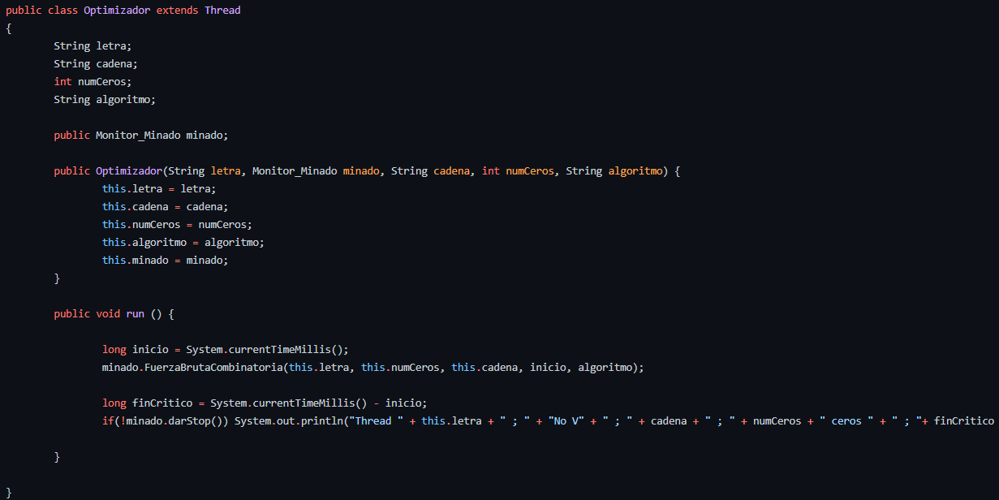 public class Optimizador extends Thread
{
String letra;
String cadena;
int numCeros;
String algoritmo;
public Monitor_Minado minado;
public Optimizador(String letra, Monitor_Minado minado, String cadena, int numCeros, String algoritmo) {
this.letra = letra;
this.cadena = cadena;
this.numCeros = numCeros;
this.algoritmo = algoritmo;
this.minado = minado;
}
public void run () {
long inicio = System.currentTimeMillis();
minado.FuerzaBrutaCombinatoria(this.letra, this.numCeros, this.cadena, inicio, algoritmo);
long finCritico = System.currentTimeMillis() - inicio;
if(!minado.darStop()) System.out.println("Thread " + this.letra + " ; " + "No V" + " ; " + cadena + " ; " + numCeros + " ceros " + " ; "+ finCritico
}
}